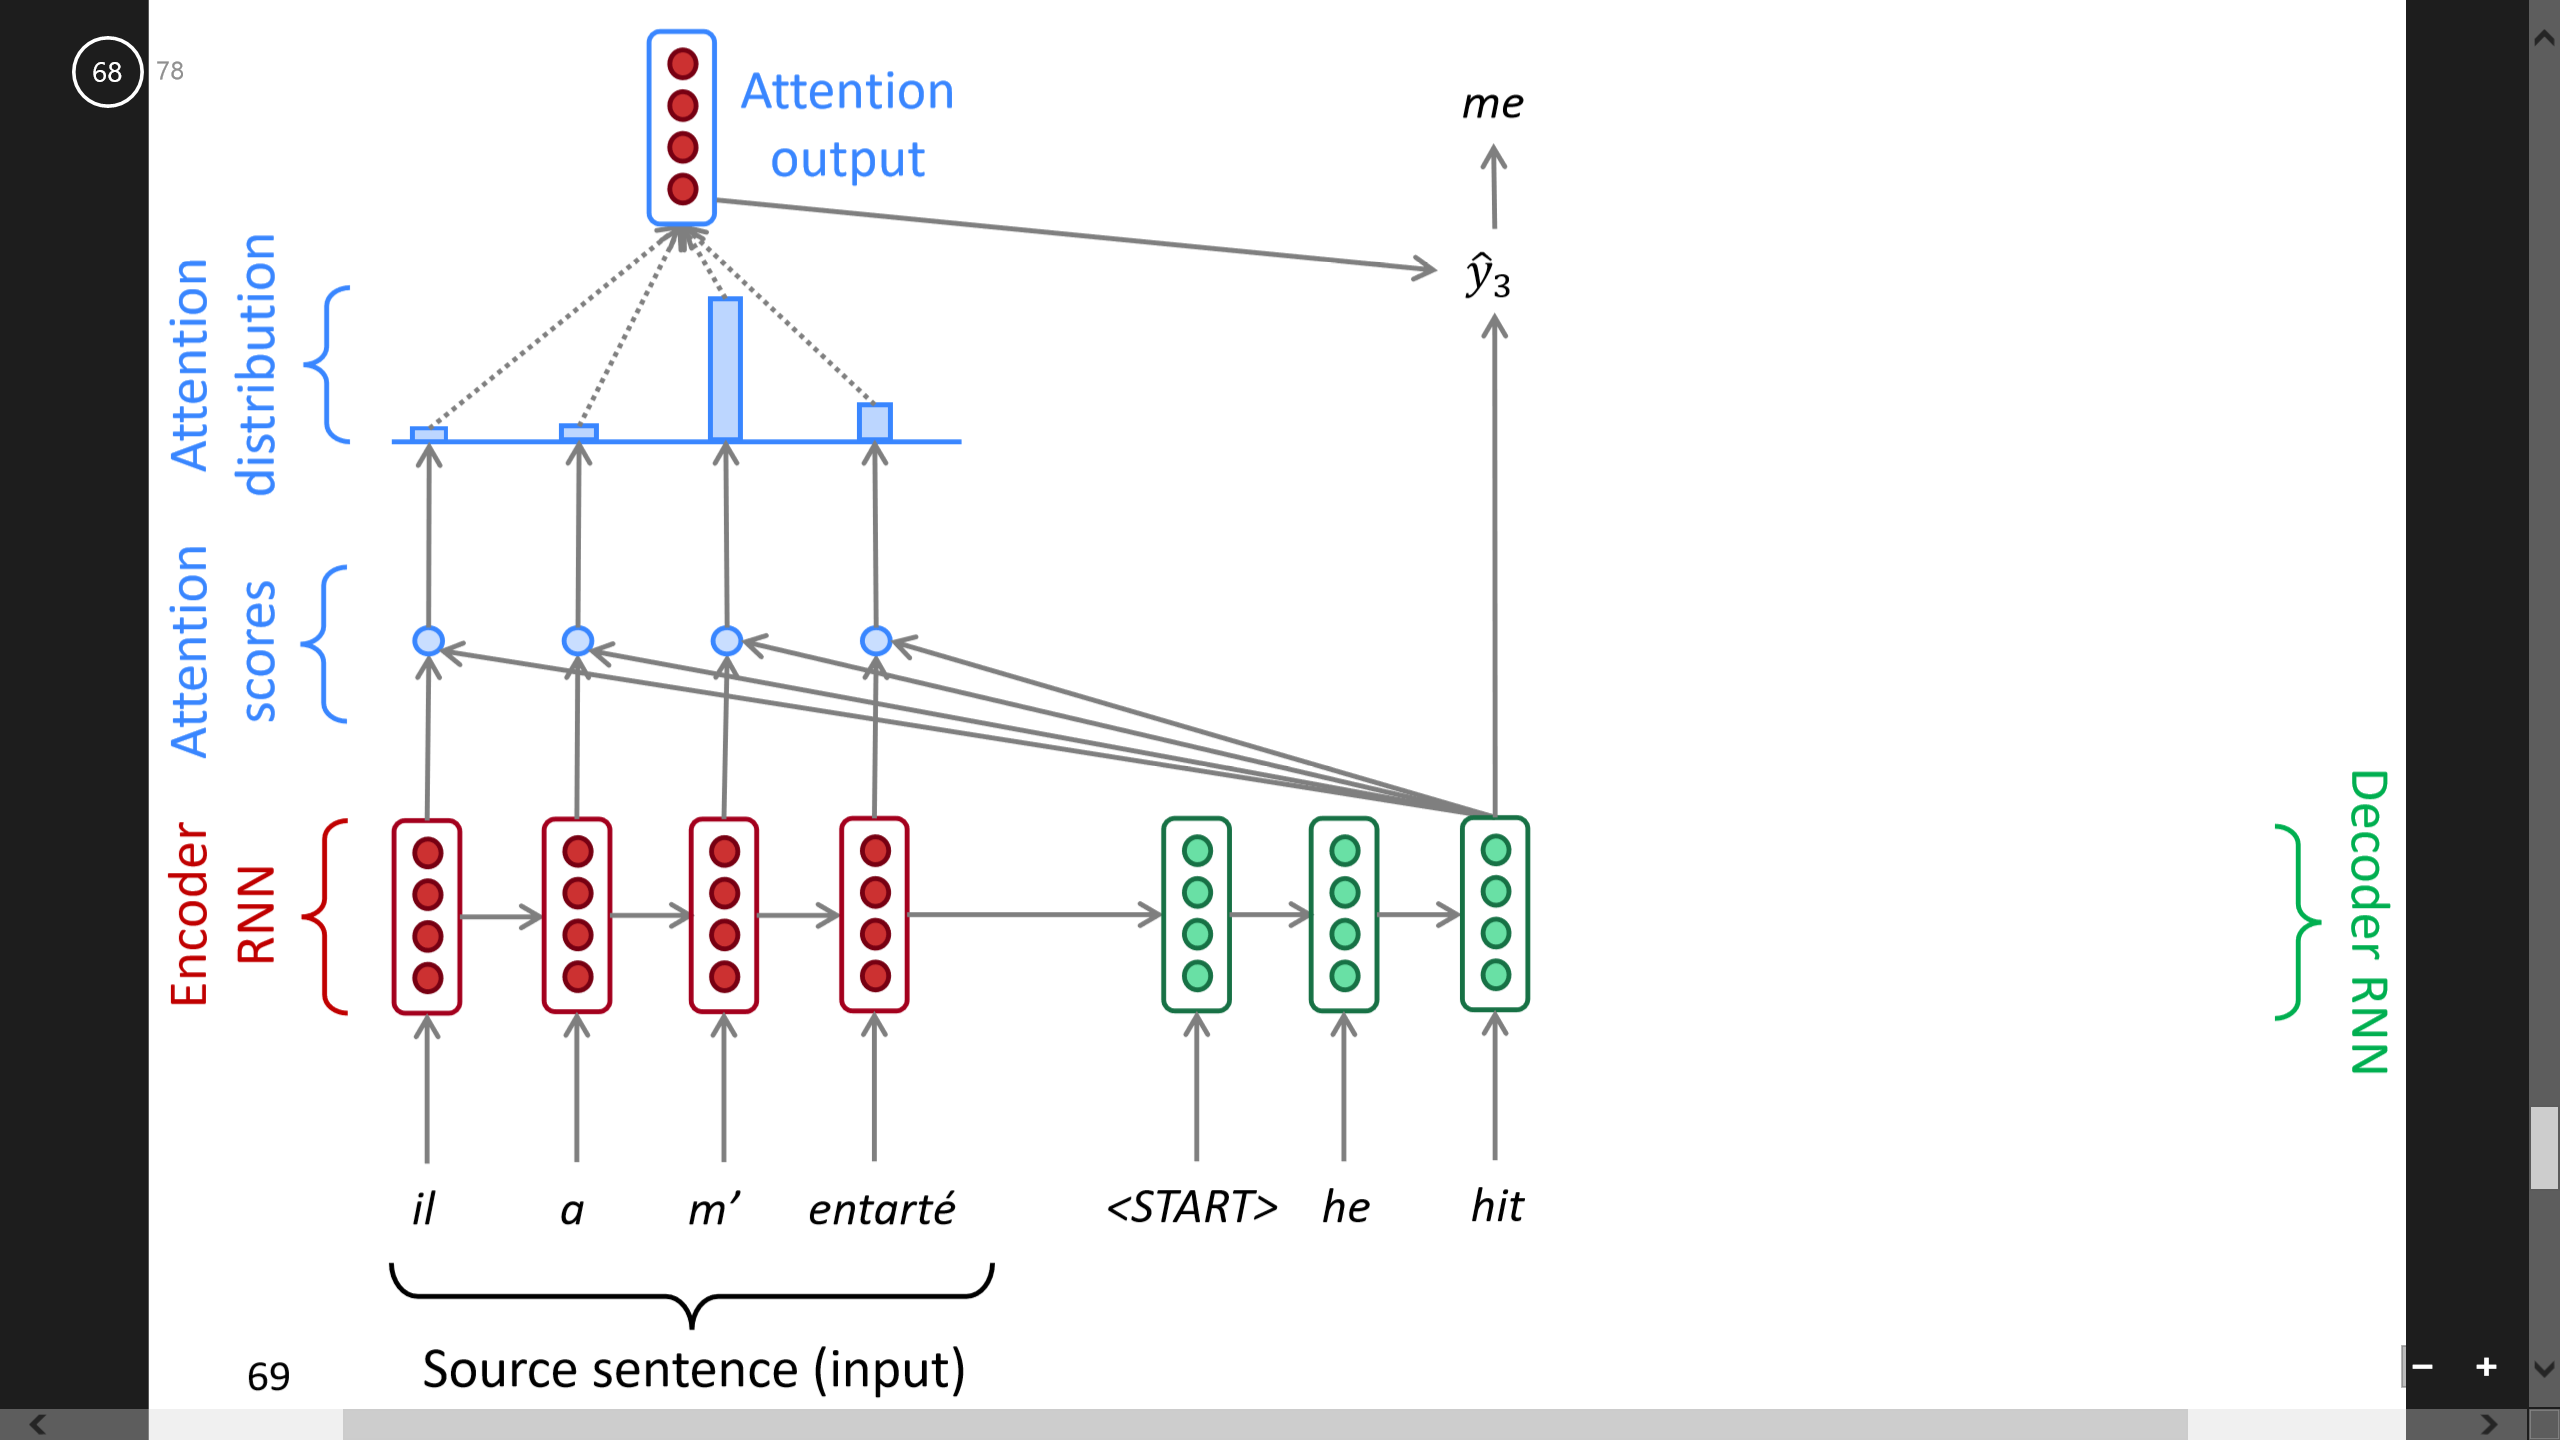 68
78
Attention
output
me
ŷ₃
Attention
distribution
Attention
scores
Encoder
RNN
Decoder RNN
il a m’ entarté <START> he hit
Source sentence (input)
69
− +